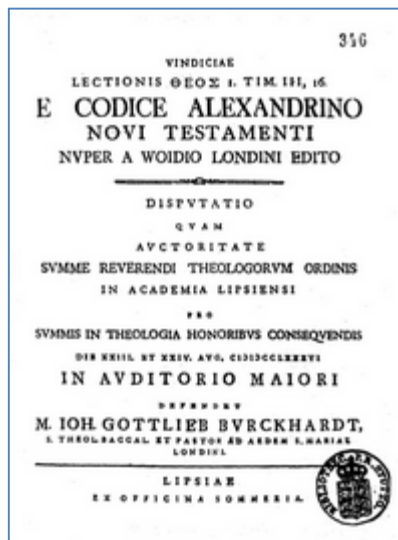 346
VINDICIAE
LECTIONIS ΘΕΟΣ I. TIM. III, 16.
E CODICE ALEXANDRINO
NOVI TESTAMENTI
NVPER A WOIDIO LONDINI EDITO
DISPVTATIO
QVAM
AVCTORITATE
SVMME REVERENDI THEOLOGORVM ORDINIS
IN ACADEMIA LIPSIENSI
PRO
SVMMIS IN THEOLOGIA HONORIBVS CONSEQVENDIS
DIE XXIII. ET XXIV. AVG. CIƆIƆCCLXXXVI
IN AVDITORIO MAIORI
DEFENDET
M. IOH. GOTTLIEB BVRCKHARDT,
S. THEOL. BACCAL. ET PASTOR AD AEDEM S. MARIAE
LONDINI.
LIPSIAE
EX OFFICINA SOMMERIA.